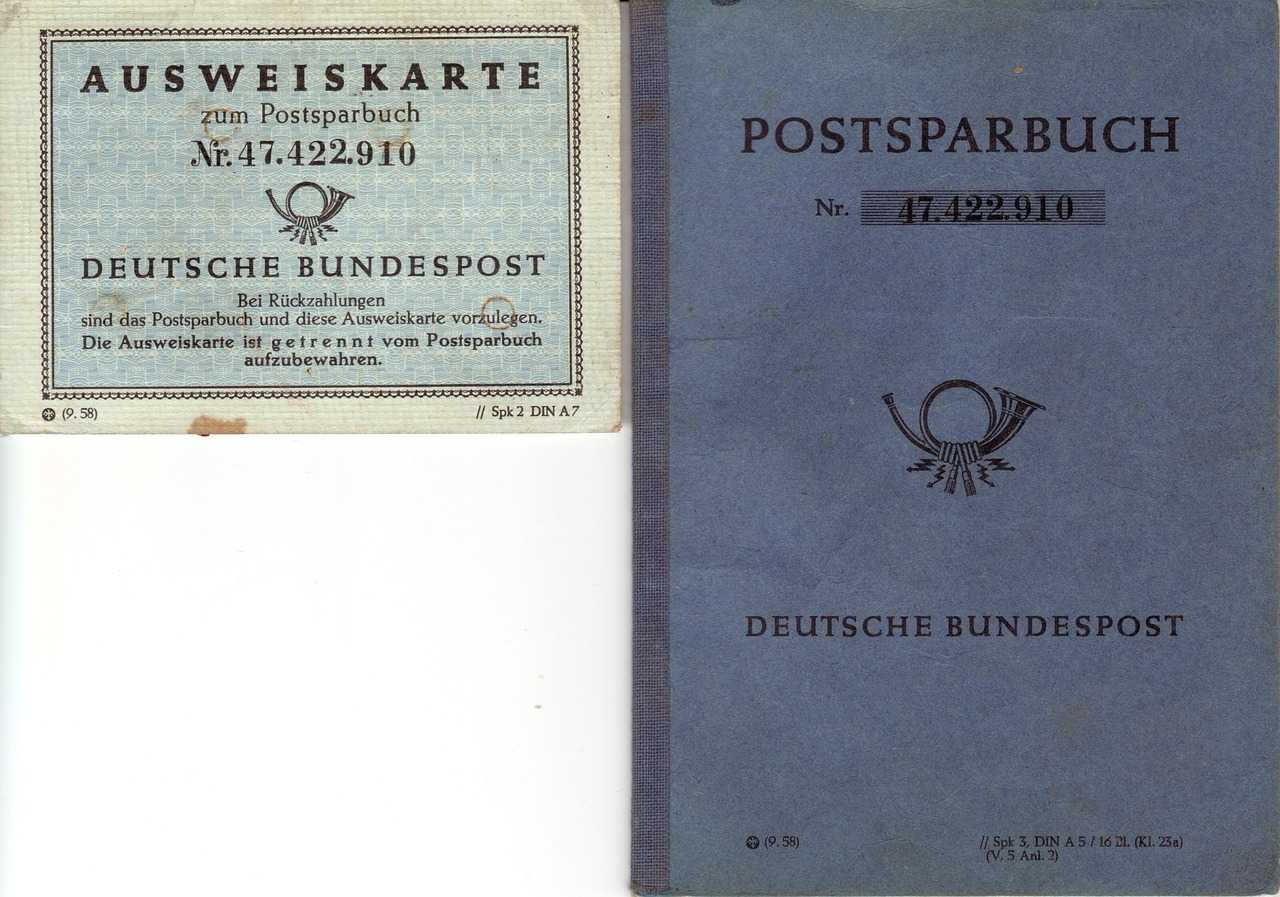 AUSWEISKARTE
zum Postsparbuch
Nr. 47.422.910
DEUTSCHE BUNDESPOST
Bei Rückzahlungen
sind das Postsparbuch und diese Ausweiskarte vorzulegen.
Die Ausweiskarte ist getrennt vom Postsparbuch
aufzubewahren.
(9. 58)
// Spk 2 DIN A 7
POSTSPARBUCH
Nr. 47.422.910
DEUTSCHE BUNDESPOST
(9. 58)
// Spk 3, DIN A 5 / 16 Bl. (Kl. 23a)
(V. 5 Anl. 2)